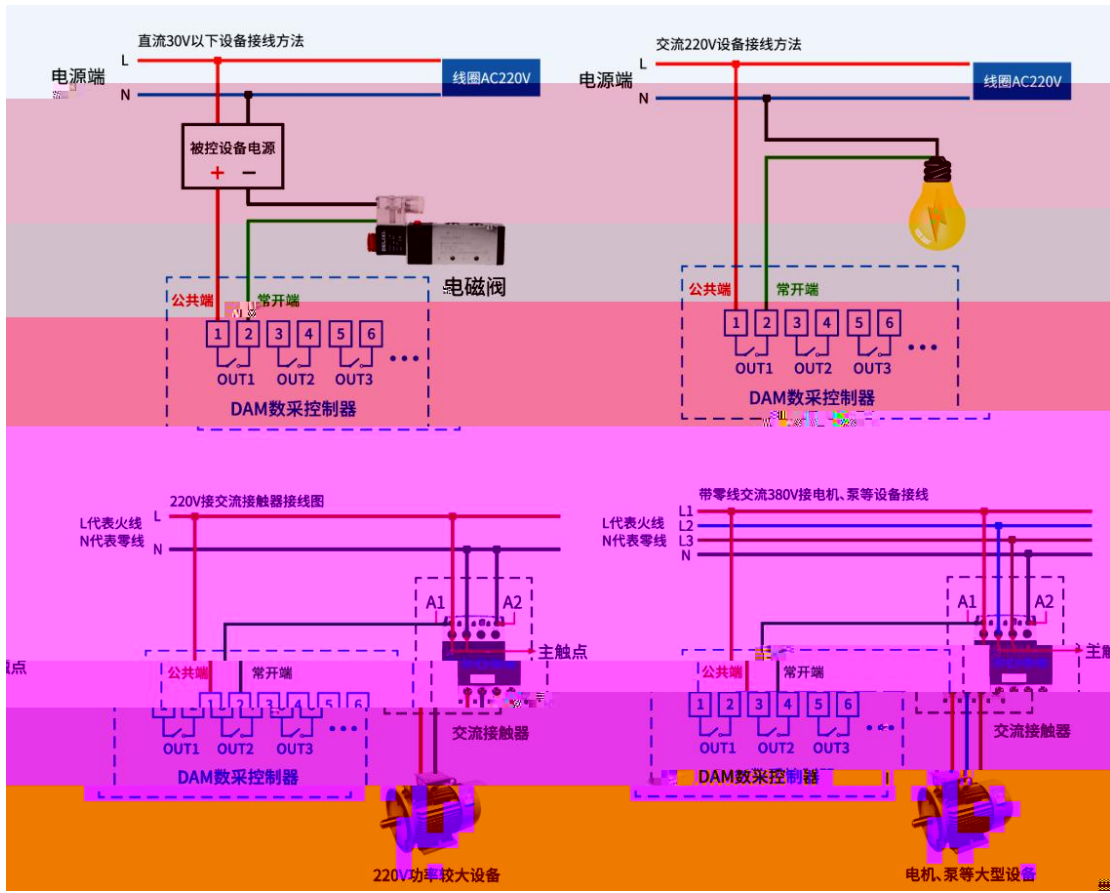 直流30V以下设备接线方法
L
电源端
N
线圈AC220V
被控设备电源
+ −
电磁阀
公共端
常开端
1 2 3 4 5 6
OUT1 OUT2 OUT3
DAM数采控制器
交流220V设备接线方法
L
电源端
N
线圈AC220V
公共端
常开端
1 2 3 4 5 6
OUT1 OUT2 OUT3
DAM数采控制器
220V接交流接触器接线图
L代表火线
L
N代表零线
N
A1 A2
主触点
公共端
常开端
1 2 3 4 5 6
OUT1 OUT2 OUT3
交流接触器
DAM数采控制器
220V功率较大设备
带零线交流380V接电机、泵等设备接线
L1
L代表火线
L2
N代表零线
L3
N
A1 A2
主触
触点
公共端
常开端
1 2 3 4 5 6
OUT1 OUT2 OUT3
交流接触器
DAM数采控制器
电机、泵等大型设备